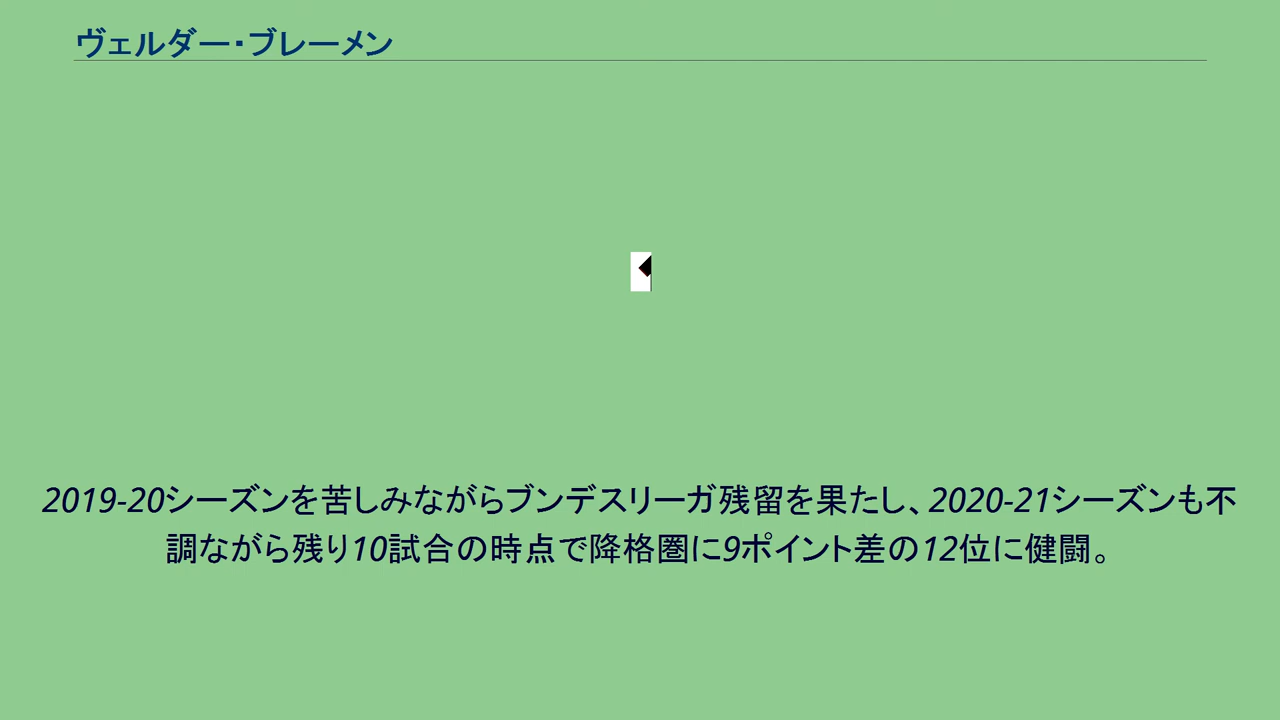 ヴェルダー・ブレーメン
2019-20シーズンを苦しみながらブンデスリーガ残留を果たし、2020-21シーズンも不
調ながら残り10試合の時点で降格圏に9ポイント差の12位に健闘。